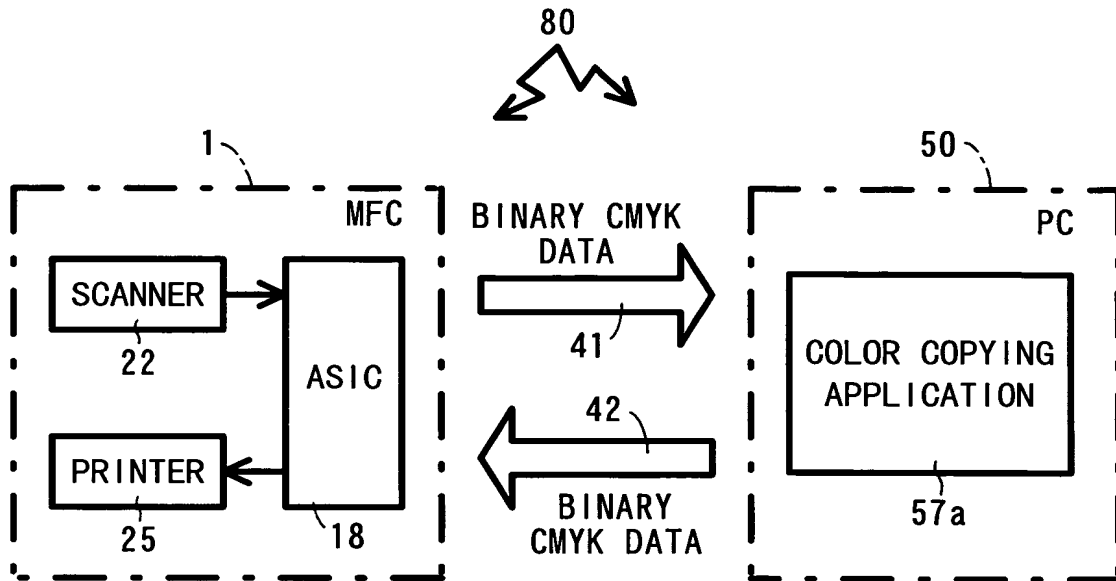 80
1
50
MFC
BINARY CMYK
DATA
PC
SCANNER
22
ASIC
41
COLOR COPYING
APPLICATION
42
PRINTER
25
18
BINARY
CMYK DATA
57a